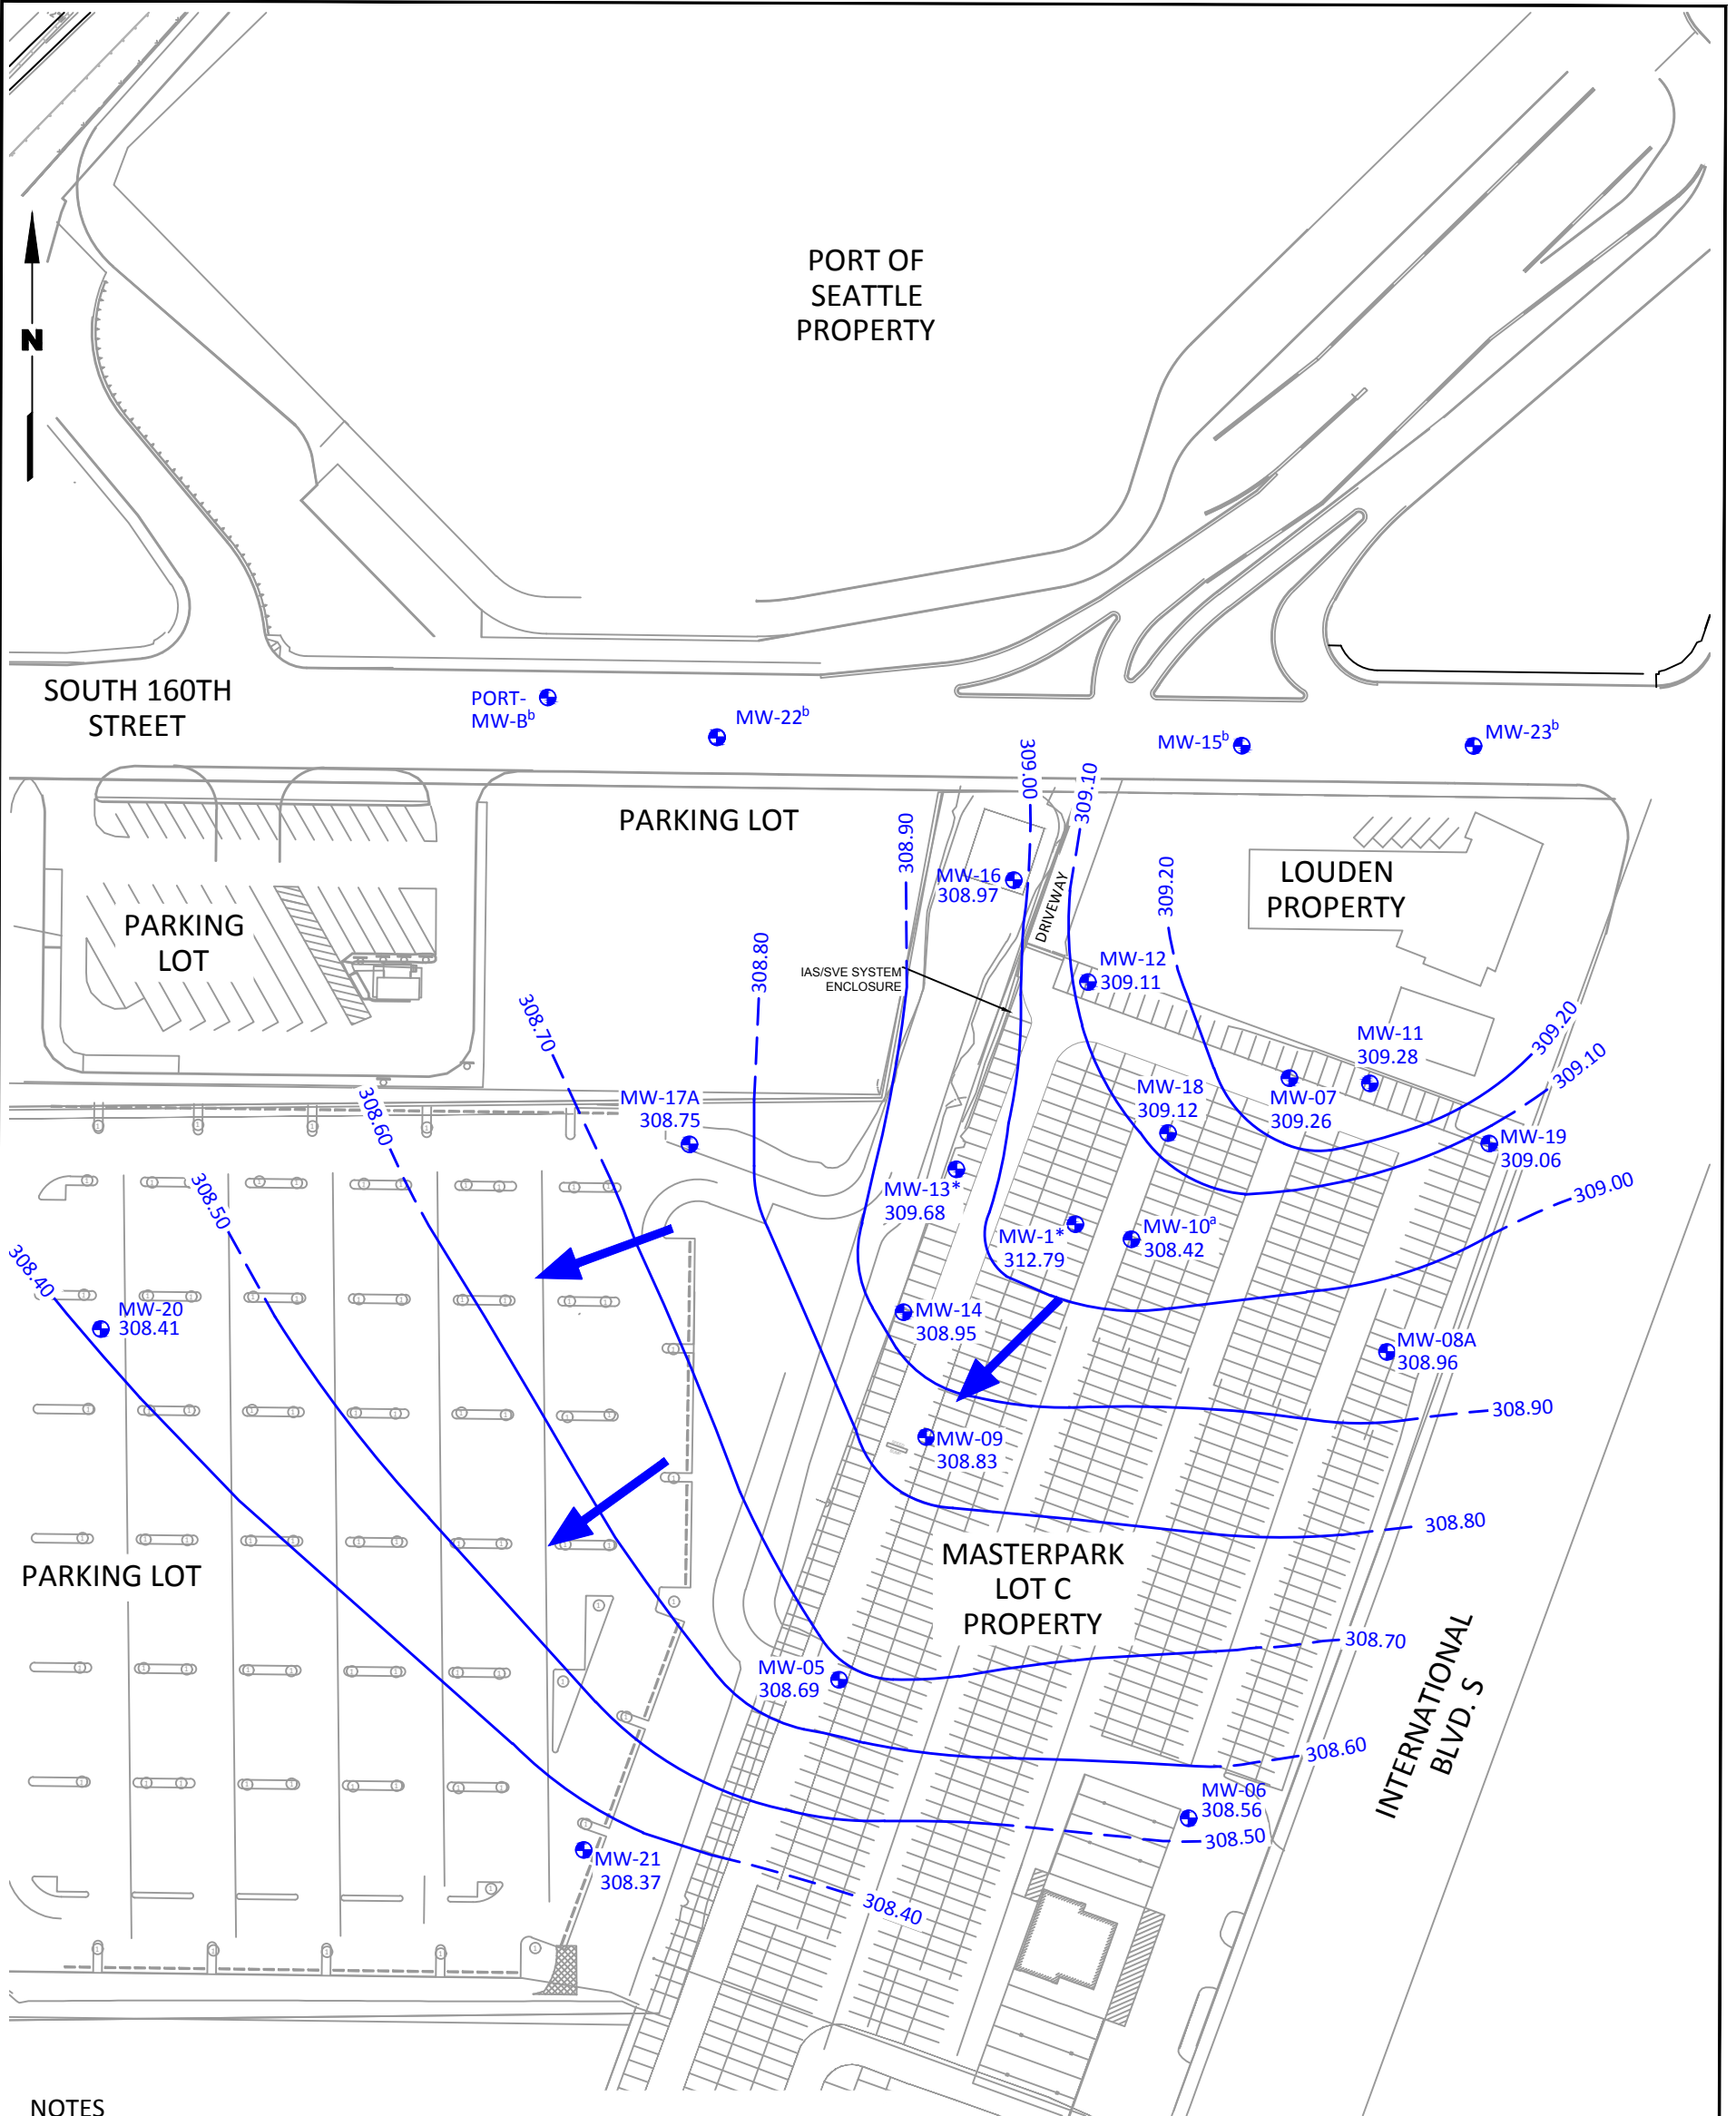 PORT OF
SEATTLE
PROPERTY
N
SOUTH 160TH
STREET
PORT-
MW-Bᵇ
MW-22ᵇ
MW-15ᵇ
MW-23ᵇ
309.00
309.10
PARKING LOT
308.90
309.20
LOUDEN
PROPERTY
MW-16
308.97
DRIVEWAY
PARKING
LOT
308.80
IAS/SVE SYSTEM
ENCLOSURE
MW-12
309.11
308.70
309.20
MW-11
309.28
309.10
308.60
MW-17A
308.75
MW-18
309.12
MW-07
309.26
MW-19
309.06
308.50
MW-13*
309.68
309.00
MW-1*
312.79
MW-10ᵃ
308.42
308.40
MW-20
308.41
MW-14
308.95
MW-08A
308.96
308.90
MW-09
308.83
308.80
PARKING LOT
MASTERPARK
LOT C
PROPERTY
308.70
MW-05
308.69
INTERNATIONAL
BLVD. S
308.60
MW-06
308.56
308.50
MW-21
308.37
308.40
NOTES